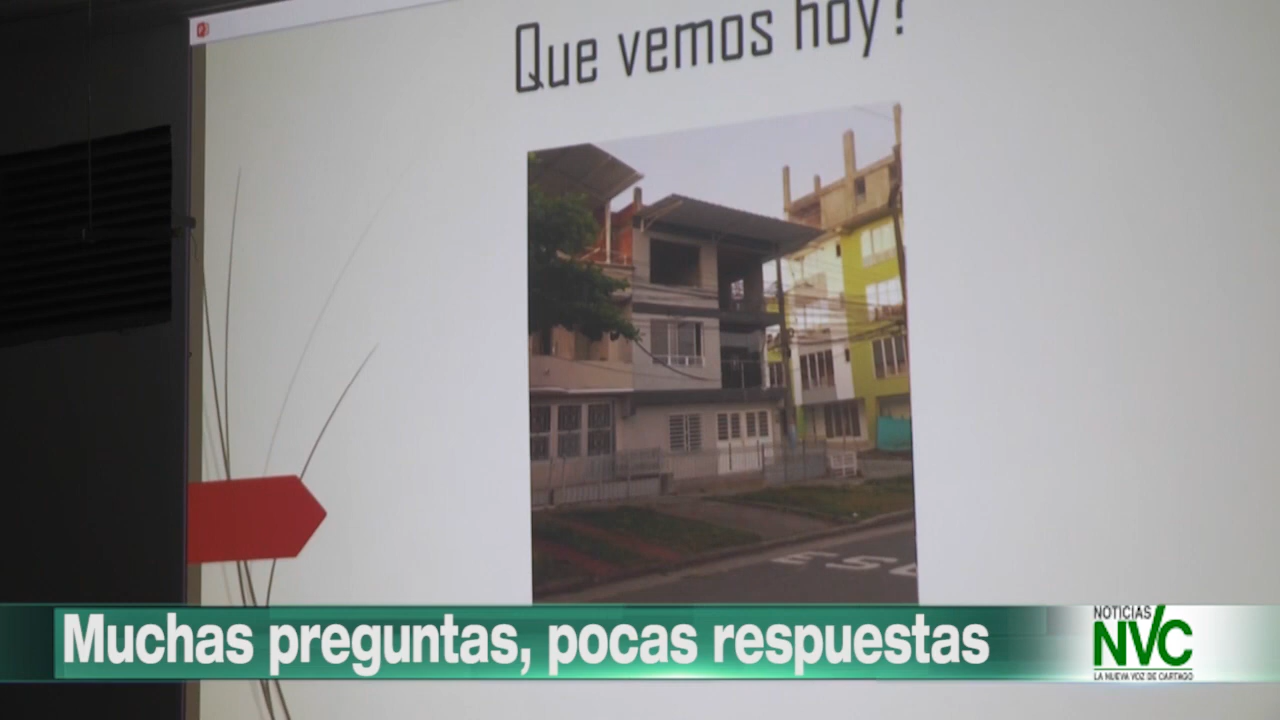 Que vemos hoy?
Muchas preguntas, pocas respuestas
NOTICIAS
NVC
LA NUEVA VOZ DE CARTAGO